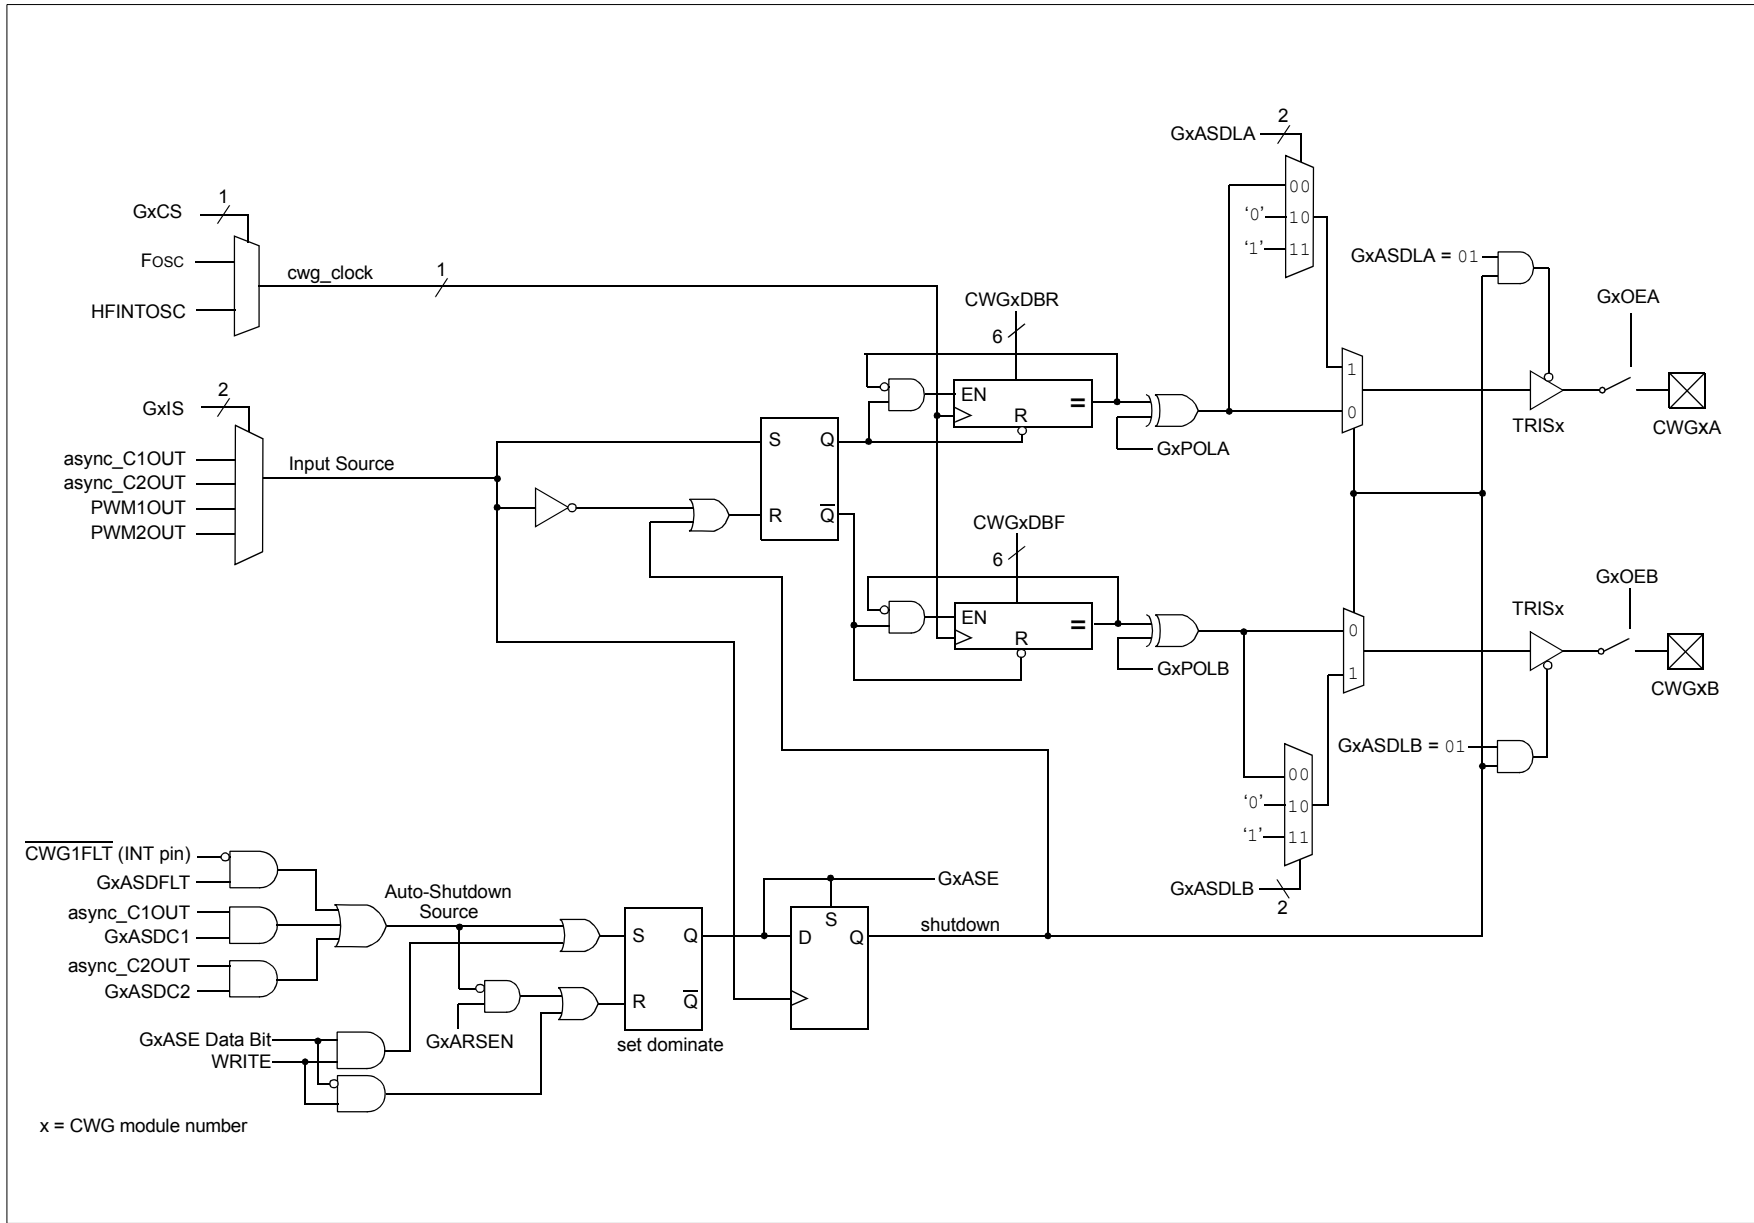 GxASDLA
2
GxCS
1
FOSC
HFINTOSC
cwg_clock
1
00
'0'
10
'1'
11
GxASDLA = 01
GxOEA
CWGxDBR
6
EN
=
R
GxPOLA
1
0
TRISx
CWGxA
GxIS
2
async_C1OUT
async_C2OUT
PWM1OUT
PWM2OUT
Input Source
S
Q
R
Q
CWGxDBF
6
EN
=
R
GxPOLB
0
1
TRISx
GxOEB
CWGxB
GxASDLB = 01
00
'0'
10
'1'
11
GxASDLB
2
CWG1FLT (INT pin)
GxASDFLT
async_C1OUT
GxASDC1
async_C2OUT
GxASDC2
Auto-Shutdown
Source
GxARSEN
S
Q
R
Q
set dominate
GxASE
S
D
Q
shutdown
GxASE Data Bit
WRITE
x = CWG module number